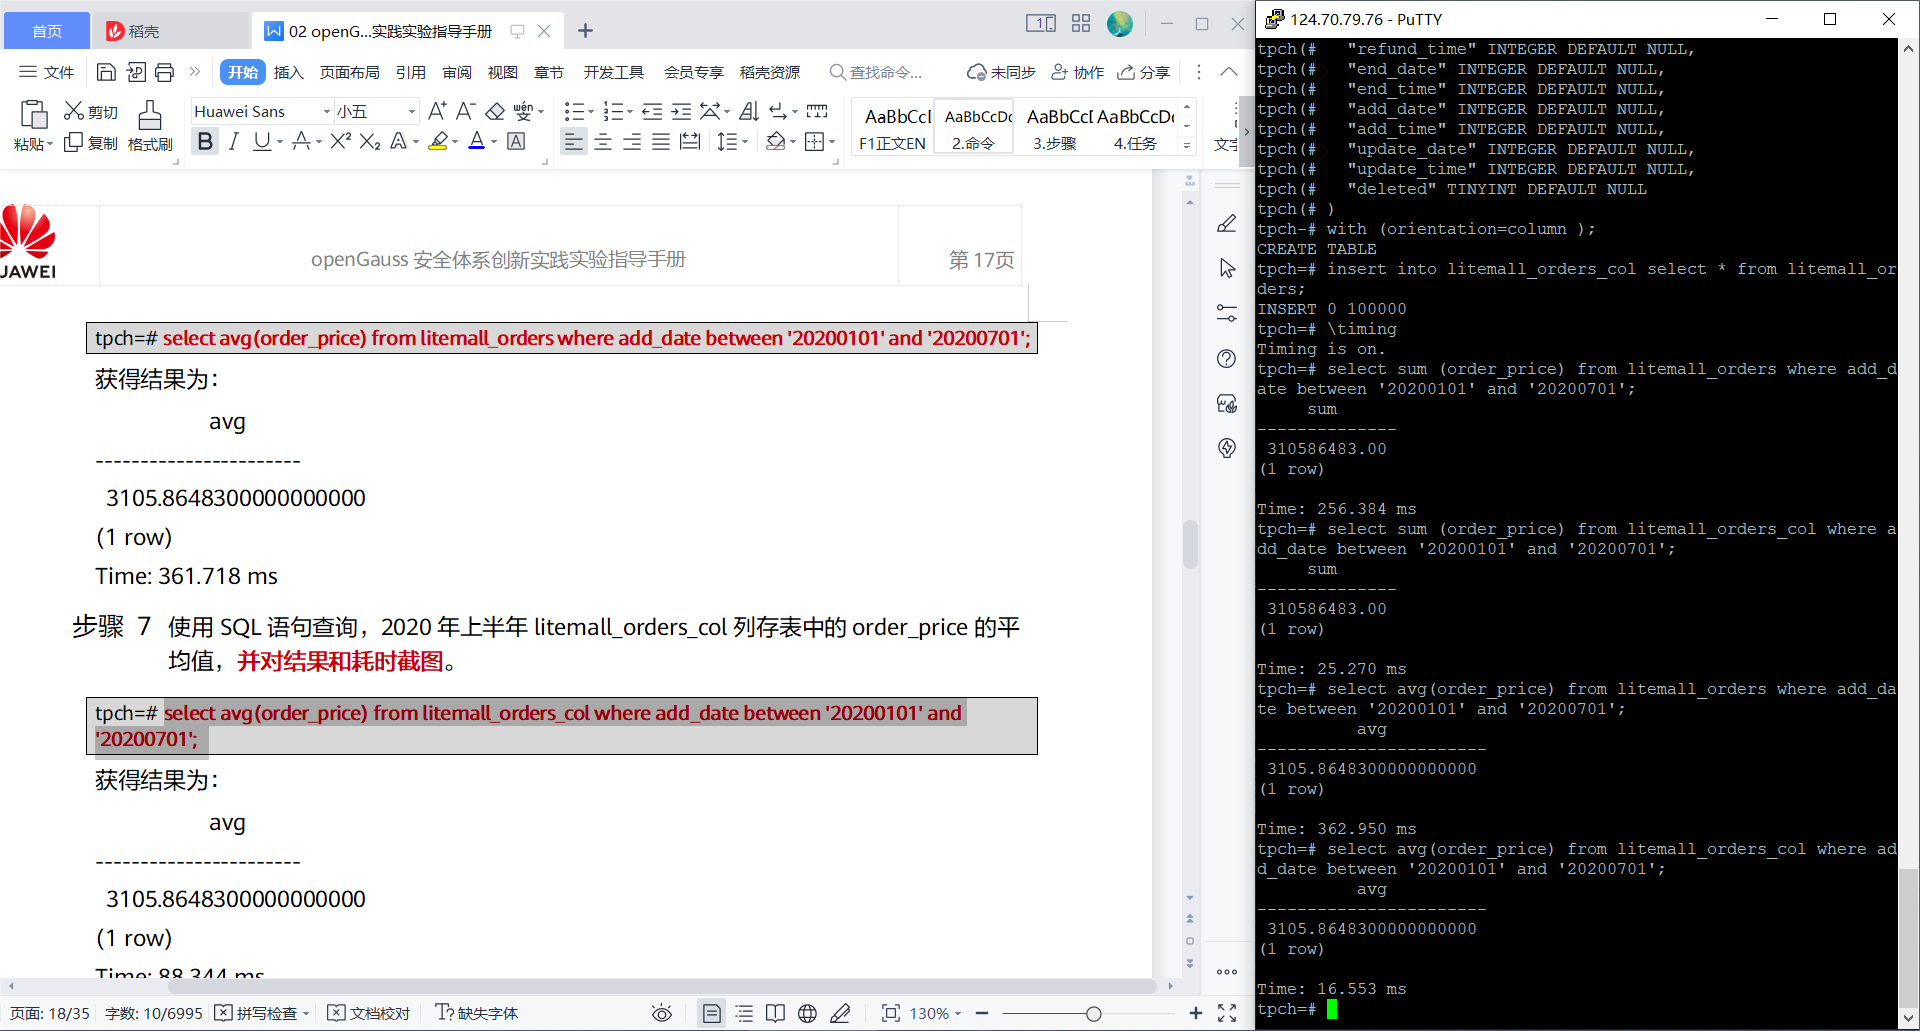 首页
稻壳
02 openG...实践实验指导手册
文件
开始
插入
页面布局
引用
审阅
视图
章节
开发工具
会员专享
稻壳资源
查找命令...
未同步
协作
分享
粘贴
剪切
复制
格式刷
Huawei Sans
小五
AaBbCcI
F1正文EN
AaBbCcDc
2.命令
AaBbCcI
3.步骤
AaBbCcDc
4.任务
openGauss 安全体系创新实践实验指导手册
第 17页
tpch=# select avg(order_price) from litemall_orders where add_date between '20200101' and '20200701';
获得结果为：
avg
-----------------------
3105.8648300000000000
(1 row)
Time: 361.718 ms
步骤 7 使用 SQL 语句查询，2020 年上半年 litemall_orders_col 列存表中的 order_price 的平
均值，并对结果和耗时截图。
tpch=# select avg(order_price) from litemall_orders_col where add_date between '20200101' and
'20200701';
获得结果为：
avg
-----------------------
3105.8648300000000000
(1 row)
Time: 88.344 ms
页面: 18/35
字数: 10/6995
拼写检查
文档校对
缺失字体
130%
124.70.79.76 - PuTTY
tpch(#   "refund_time" INTEGER DEFAULT NULL,
tpch(#   "end_date" INTEGER DEFAULT NULL,
tpch(#   "end_time" INTEGER DEFAULT NULL,
tpch(#   "add_date" INTEGER DEFAULT NULL,
tpch(#   "add_time" INTEGER DEFAULT NULL,
tpch(#   "update_date" INTEGER DEFAULT NULL,
tpch(#   "update_time" INTEGER DEFAULT NULL,
tpch(#   "deleted" TINYINT DEFAULT NULL
tpch(# )
tpch-# with (orientation=column );
CREATE TABLE
tpch=# insert into litemall_orders_col select * from litemall_or
ders;
INSERT 0 100000
tpch=# \timing
Timing is on.
tpch=# select sum (order_price) from litemall_orders where add_d
ate between '20200101' and '20200701';
sum
--------------
310586483.00
(1 row)
Time: 256.384 ms
tpch=# select sum (order_price) from litemall_orders_col where a
dd_date between '20200101' and '20200701';
sum
--------------
310586483.00
(1 row)
Time: 25.270 ms
tpch=# select avg(order_price) from litemall_orders where add_da
te between '20200101' and '20200701';
avg
-----------------------
3105.8648300000000000
(1 row)
Time: 362.950 ms
tpch=# select avg(order_price) from litemall_orders_col where ad
d_date between '20200101' and '20200701';
avg
-----------------------
3105.8648300000000000
(1 row)
Time: 16.553 ms
tpch=#